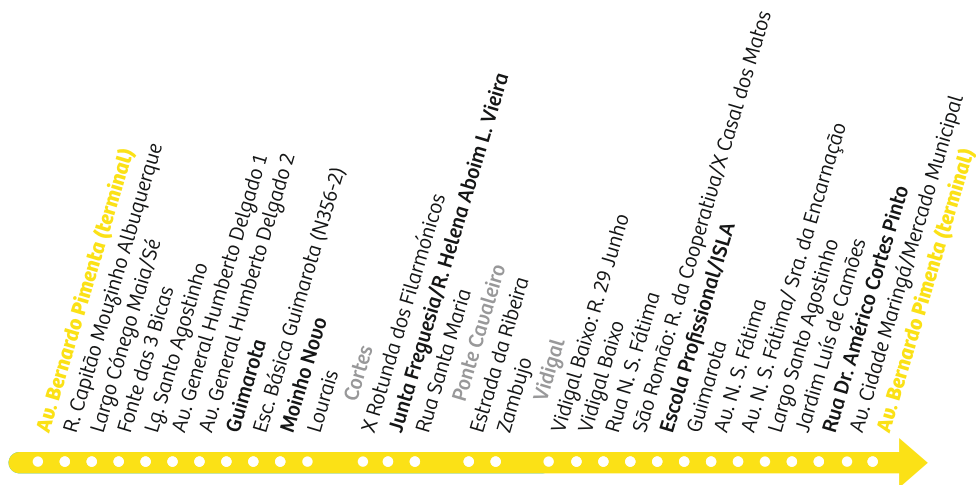 Av. Bernardo Pimenta (terminal)
R. Capitão Mouzinho Albuquerque
Largo Cónego Maia/Sé
Fonte das 3 Bicas
Lg. Santo Agostinho
Av. General Humberto Delgado 1
Av. General Humberto Delgado 2
Guimarota
Esc. Básica Guimarota (N356-2)
Moinho Novo
Lourais
Cortes
X Rotunda dos Filarmónicos
Junta Freguesia/R. Helena Aboim L. Vieira
Rua Santa Maria
Ponte Cavaleiro
Estrada da Ribeira
Zambujo
Vidigal
Vidigal Baixo: R. 29 Junho
Vidigal Baixo
Rua N. S. Fátima
São Romão: R. da Cooperativa/X Casal dos Matos
Escola Profissional/ISLA
Guimarota
Av. N. S. Fátima
Av. N. S. Fátima/ Sra. da Encarnação
Largo Santo Agostinho
Jardim Luís de Camões
Rua Dr. Américo Cortes Pinto
Av. Cidade Maringá/Mercado Municipal
Av. Bernardo Pimenta (terminal)